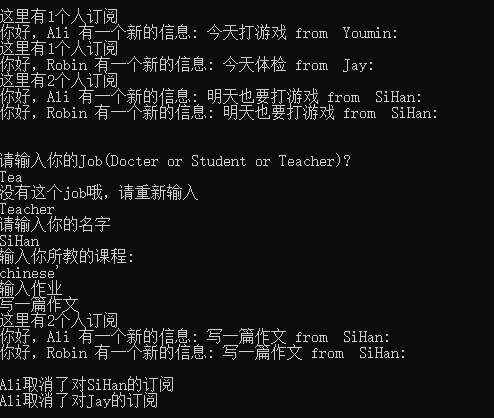 这里有1个人订阅
你好, Ali 有一个新的信息: 今天打游戏 from  Youmin:
这里有1个人订阅
你好, Robin 有一个新的信息: 今天体检 from  Jay:
这里有2个人订阅
你好, Ali 有一个新的信息: 明天也要打游戏 from  SiHan:
你好, Robin 有一个新的信息: 明天也要打游戏 from  SiHan:
请输入你的Job(Docter or Student or Teacher)?
Tea
没有这个job哦，请重新输入
Teacher
请输入你的名字
SiHan
输入你所教的课程:
chinese'
输入作业
写一篇作文
这里有2个人订阅
你好, Ali 有一个新的信息: 写一篇作文 from  SiHan:
你好, Robin 有一个新的信息: 写一篇作文 from  SiHan:
Ali取消了对SiHan的订阅
Ali取消了对Jay的订阅